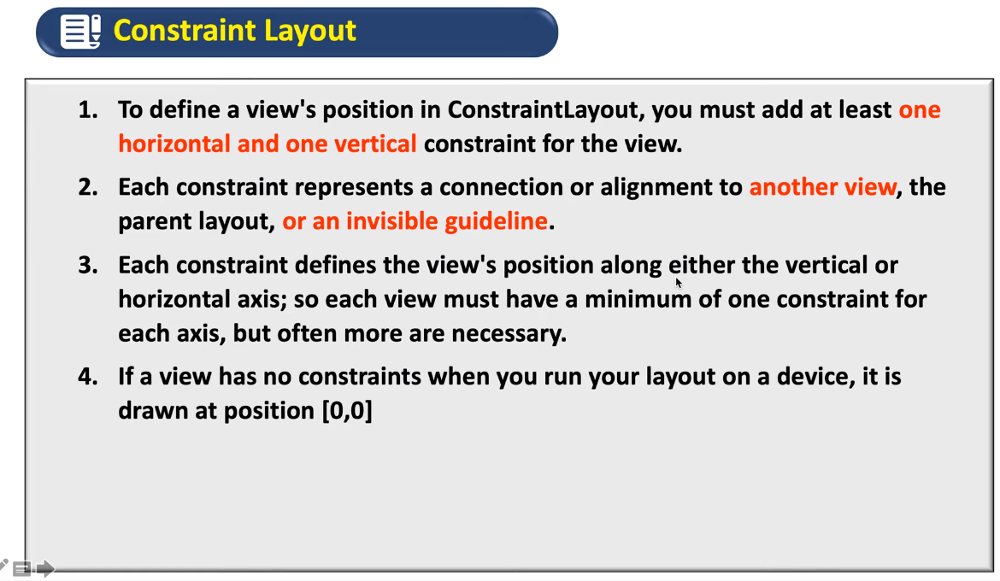 Constraint Layout
1. To define a view's position in ConstraintLayout, you must add at least one
horizontal and one vertical constraint for the view.
2. Each constraint represents a connection or alignment to another view, the
parent layout, or an invisible guideline.
3. Each constraint defines the view's position along either the vertical or
horizontal axis; so each view must have a minimum of one constraint for
each axis, but often more are necessary.
4. If a view has no constraints when you run your layout on a device, it is
drawn at position [0,0]